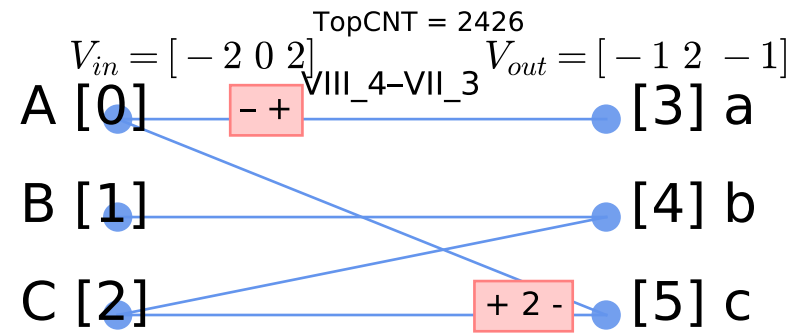 TopCNT = 2426
V_in = [ − 2 0 2] V_out = [ − 1 2 − 1]
VIII_4–VII_3
A [0] – + [3] a
B [1] [4] b
C [2] + 2 - [5] c